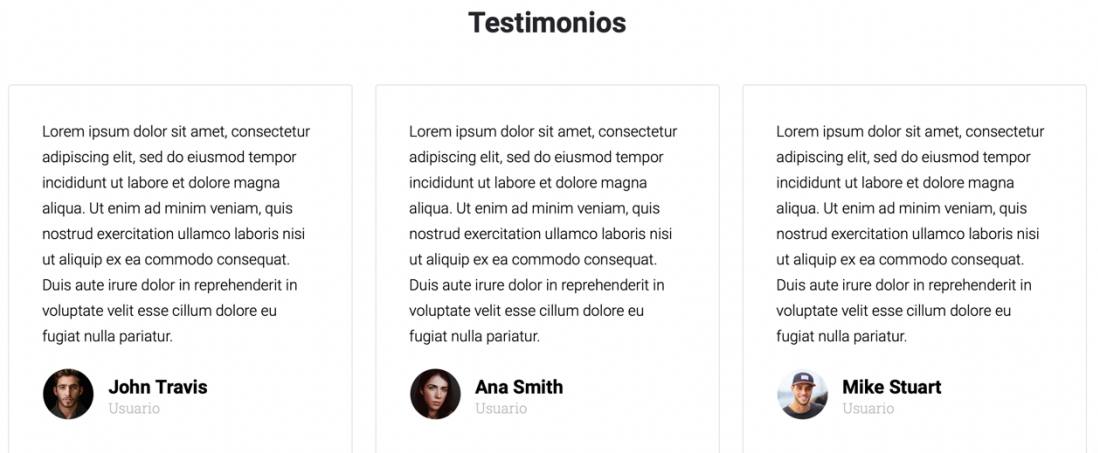 Testimonios
Lorem ipsum dolor sit amet, consectetur
adipiscing elit, sed do eiusmod tempor
incididunt ut labore et dolore magna
aliqua. Ut enim ad minim veniam, quis
nostrud exercitation ullamco laboris nisi
ut aliquip ex ea commodo consequat.
Duis aute irure dolor in reprehenderit in
voluptate velit esse cillum dolore eu
fugiat nulla pariatur.
John Travis
Usuario
Lorem ipsum dolor sit amet, consectetur
adipiscing elit, sed do eiusmod tempor
incididunt ut labore et dolore magna
aliqua. Ut enim ad minim veniam, quis
nostrud exercitation ullamco laboris nisi
ut aliquip ex ea commodo consequat.
Duis aute irure dolor in reprehenderit in
voluptate velit esse cillum dolore eu
fugiat nulla pariatur.
Ana Smith
Usuario
Lorem ipsum dolor sit amet, consectetur
adipiscing elit, sed do eiusmod tempor
incididunt ut labore et dolore magna
aliqua. Ut enim ad minim veniam, quis
nostrud exercitation ullamco laboris nisi
ut aliquip ex ea commodo consequat.
Duis aute irure dolor in reprehenderit in
voluptate velit esse cillum dolore eu
fugiat nulla pariatur.
Mike Stuart
Usuario